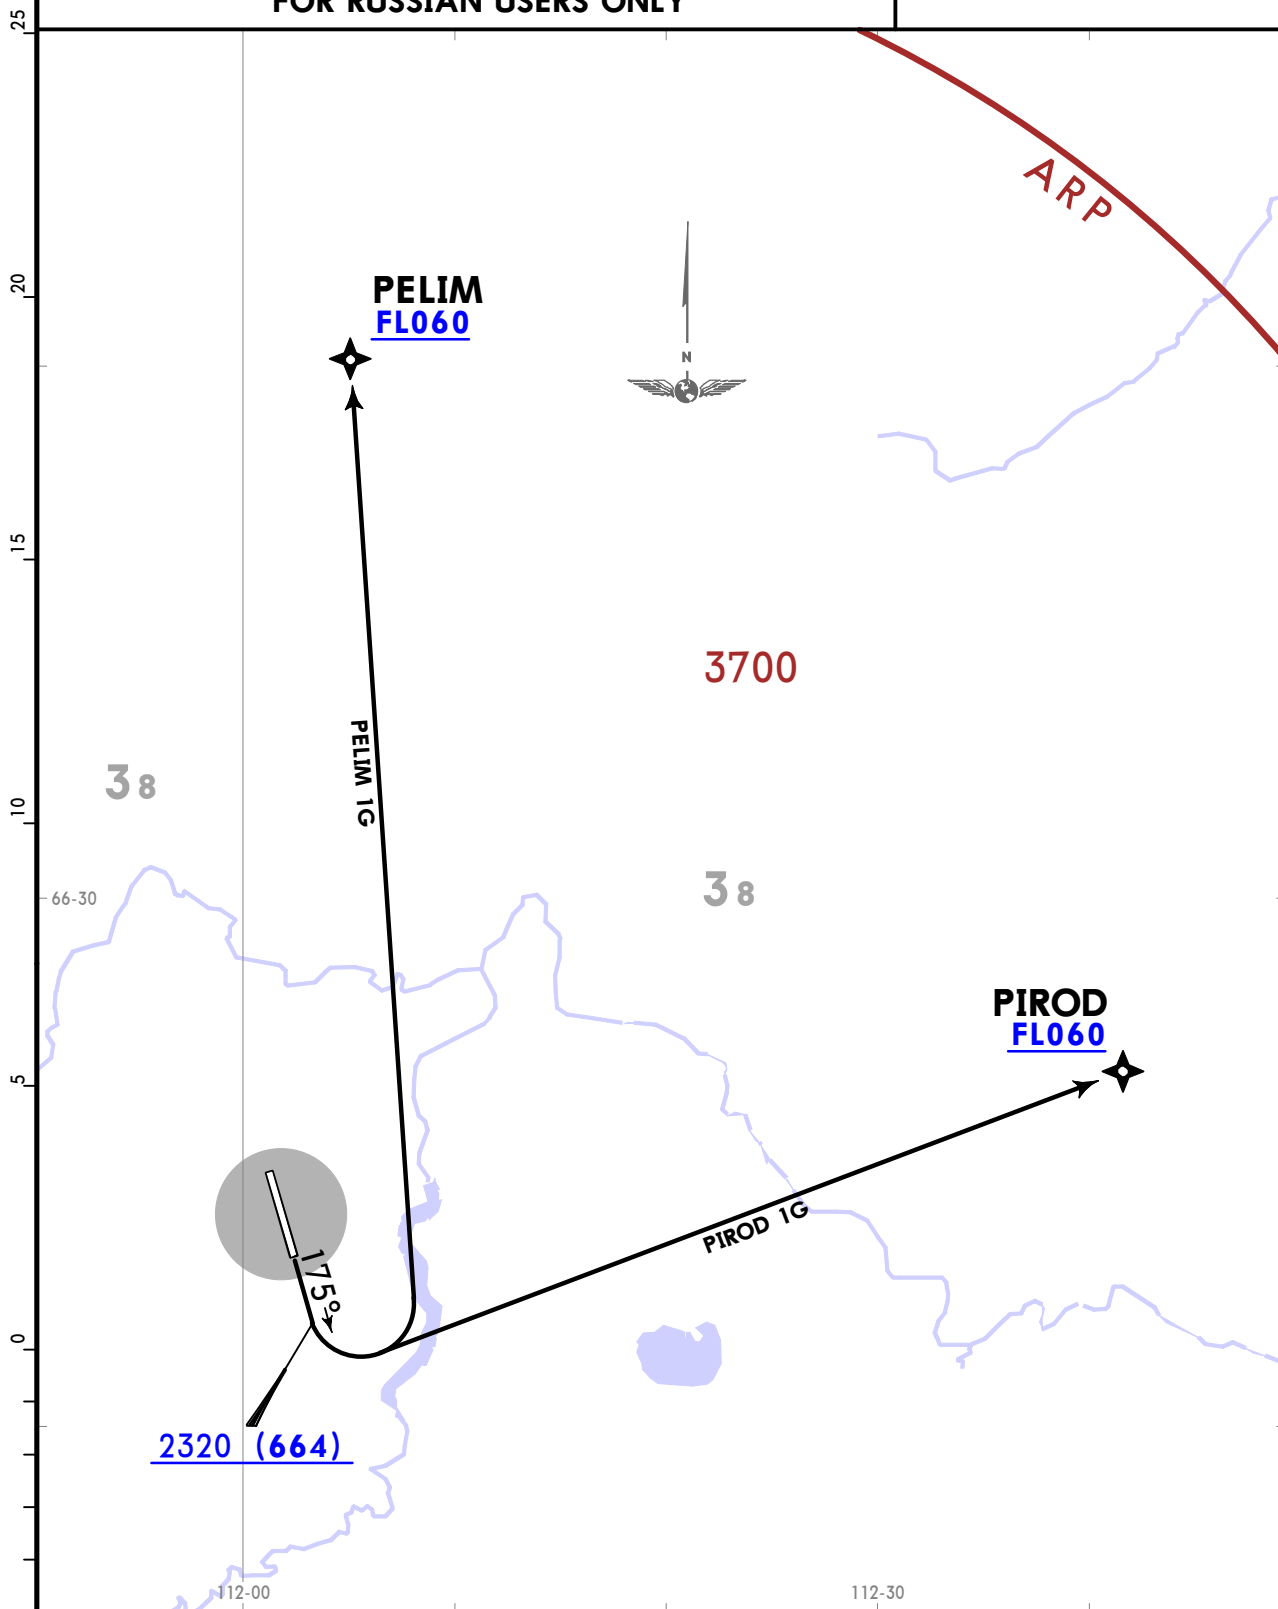 FOR RUSSIAN USERS ONLY
25
ARP
20
PELIM
FL060
N
15
3700
PELIM 1G
38
10
38
66-30
PIROD
FL060
5
PIROD 1G
175°
0
2320 (664)
112-00
112-30